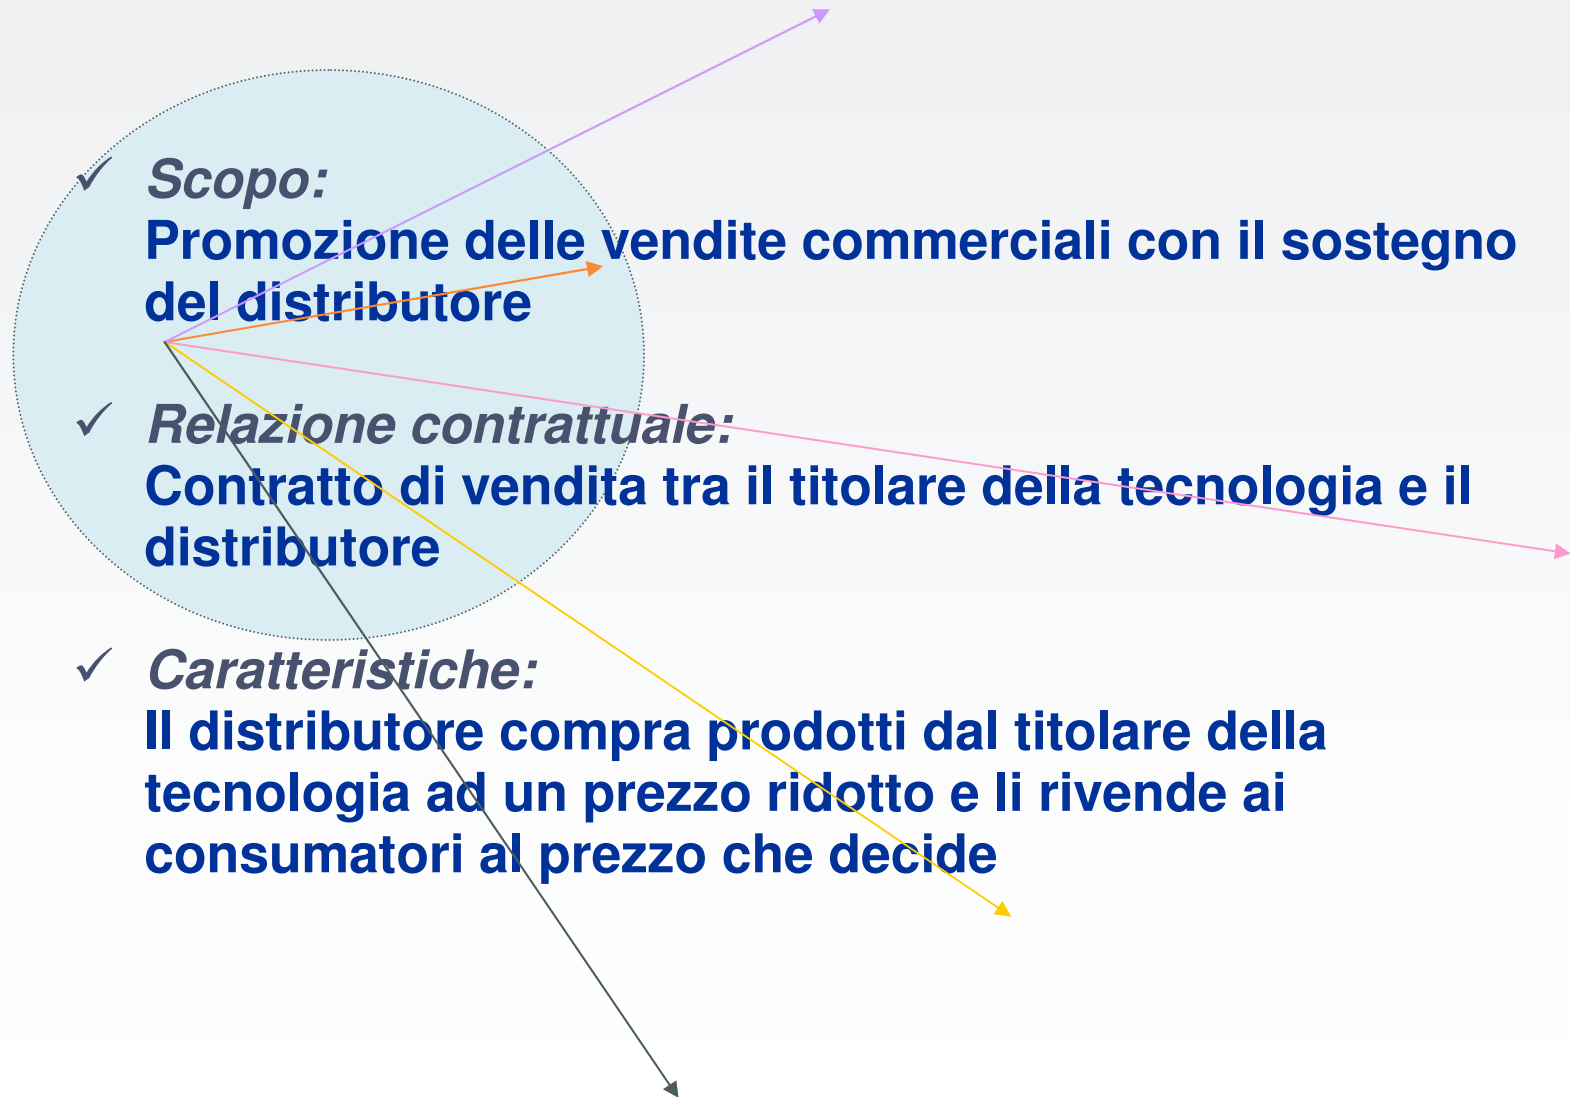 ✓ Scopo:
Promozione delle vendite commerciali con il sostegno
del distributore
✓ Relazione contrattuale:
Contratto di vendita tra il titolare della tecnologia e il
distributore
✓ Caratteristiche:
Il distributore compra prodotti dal titolare della
tecnologia ad un prezzo ridotto e li rivende ai
consumatori al prezzo che decide